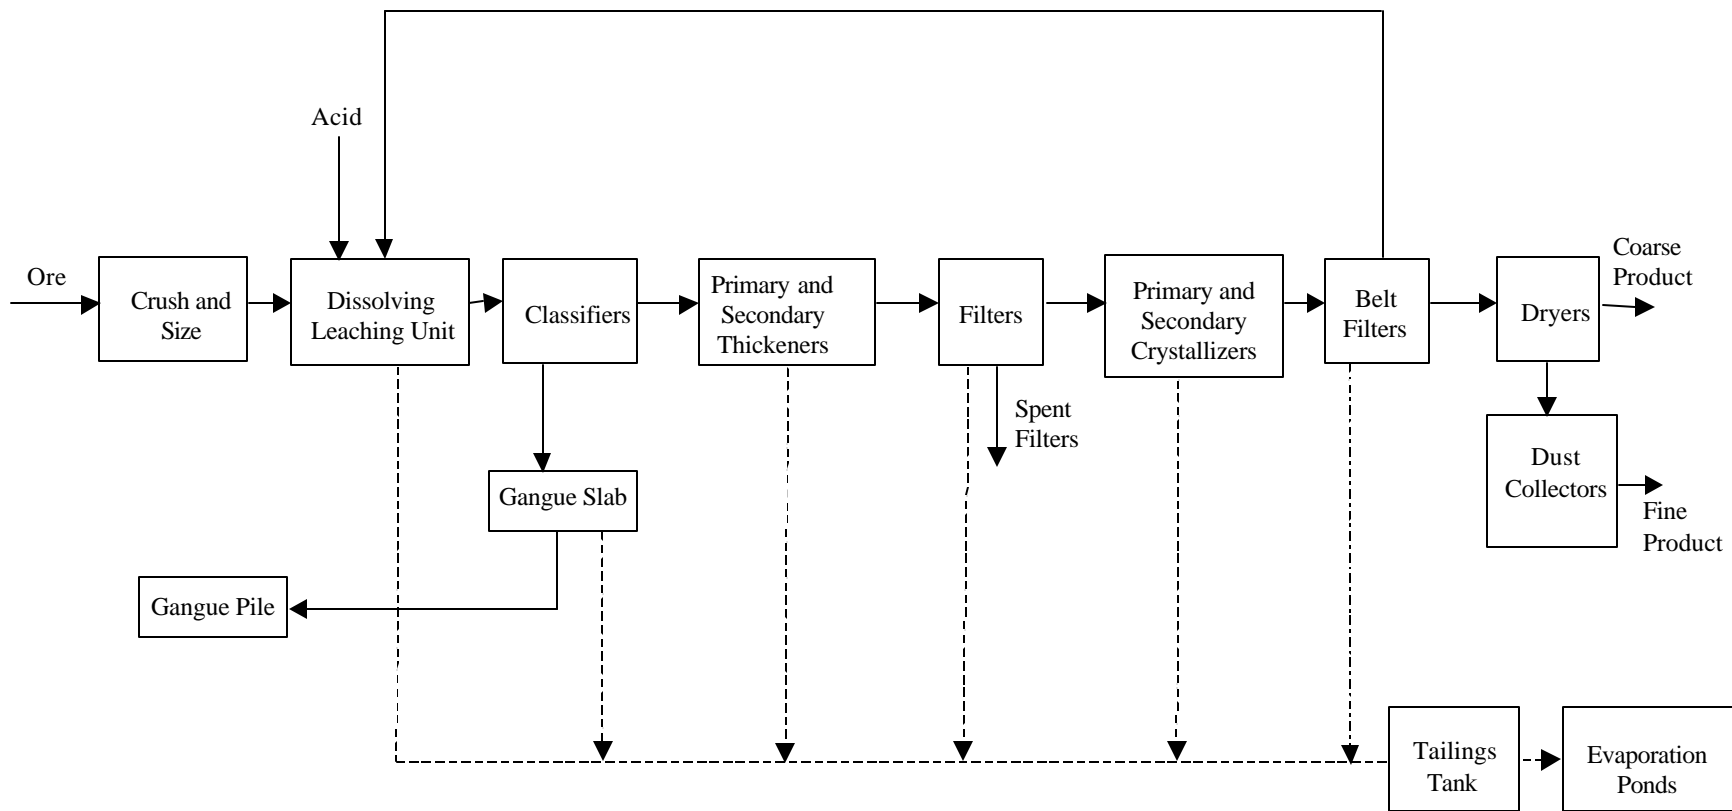 Acid
Ore
Crush and
Size
Dissolving
Leaching Unit
Classifiers
Primary and
Secondary
Thickeners
Filters
Primary and
Secondary
Crystallizers
Belt
Filters
Dryers
Coarse
Product
Spent
Filters
Dust
Collectors
Fine
Product
Gangue Slab
Gangue Pile
Tailings
Tank
Evaporation
Ponds